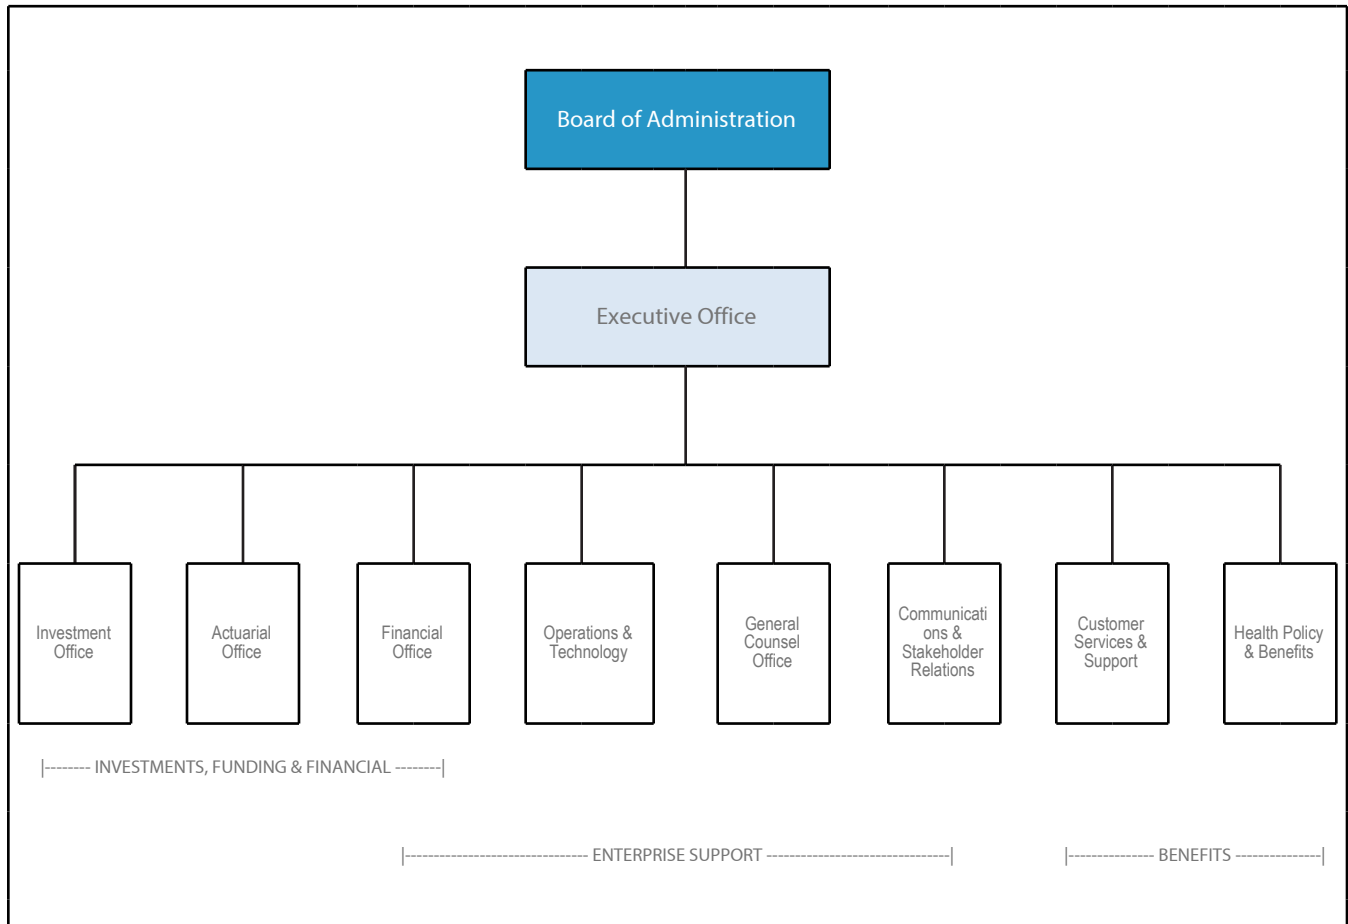 Board of Administration
Executive Office
Investment
Office
Actuarial
Office
Financial
Office
Operations &
Technology
General
Counsel
Office
Communicati
ons &
Stakeholder
Relations
Customer
Services &
Support
Health Policy
& Benefits
|-------- INVESTMENTS, FUNDING & FINANCIAL --------|
|-------------------------------- ENTERPRISE SUPPORT --------------------------------|
|--------------- BENEFITS ---------------|